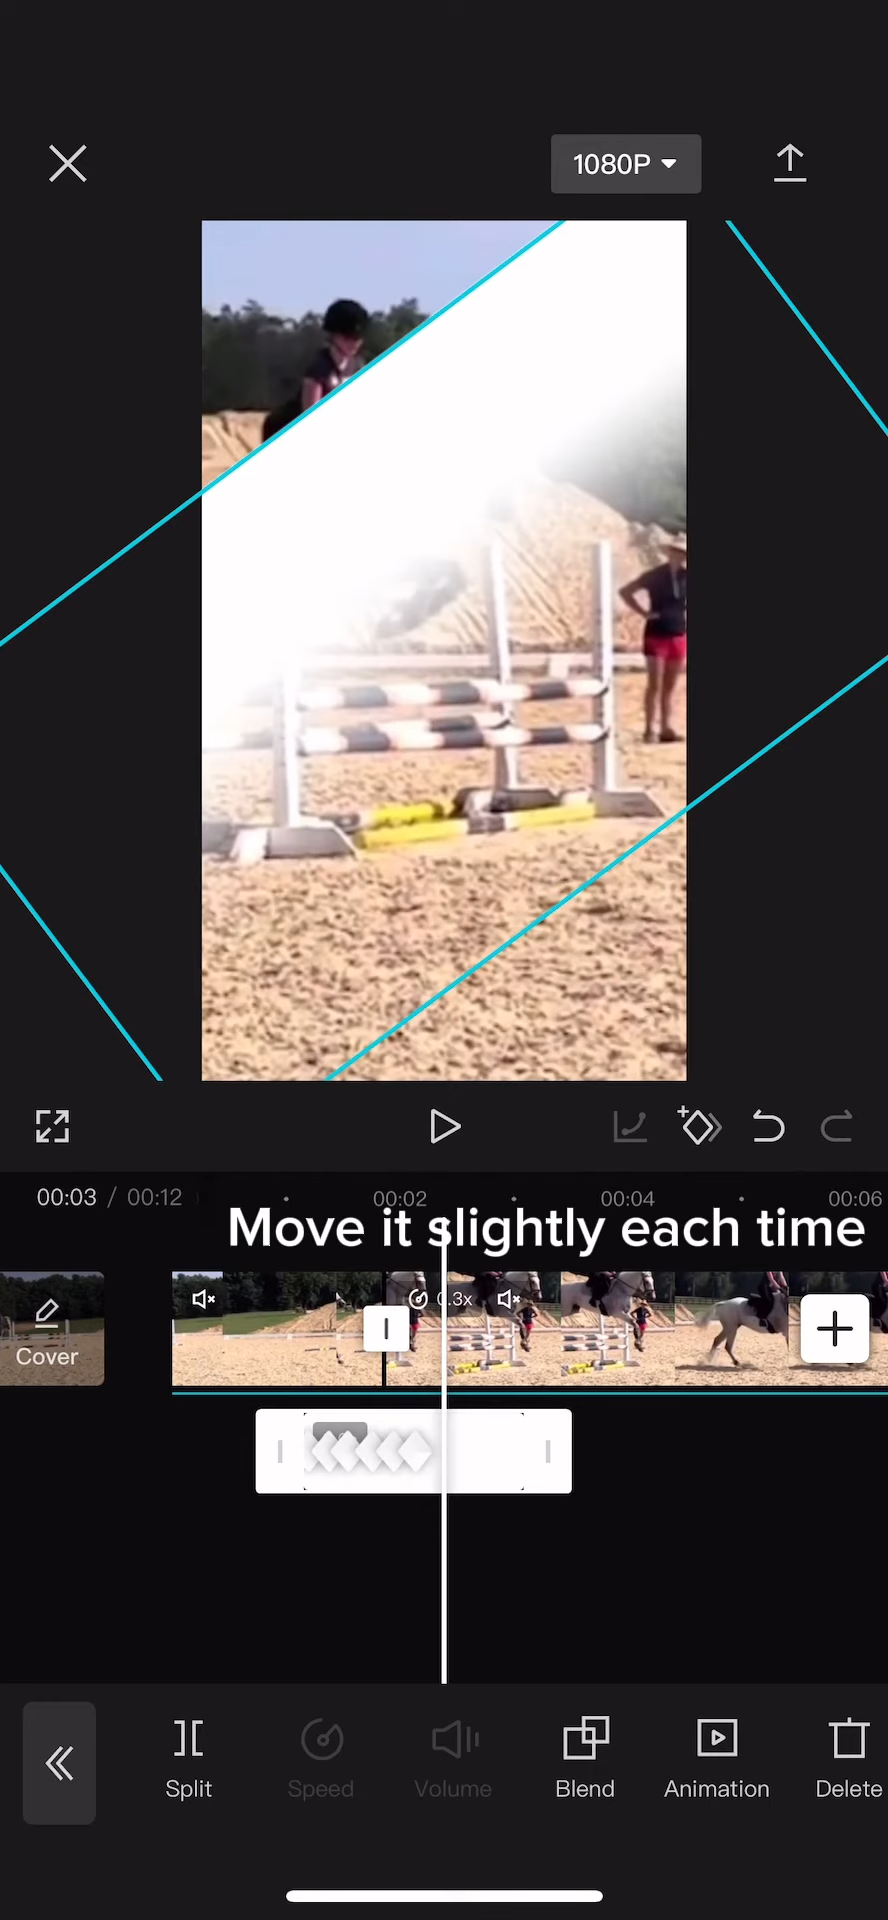 1080P
00:03 / 00:12
00:02
00:04
00:06
Move it slightly each time
0.3x
Cover
Split
Speed
Volume
Blend
Animation
Delete